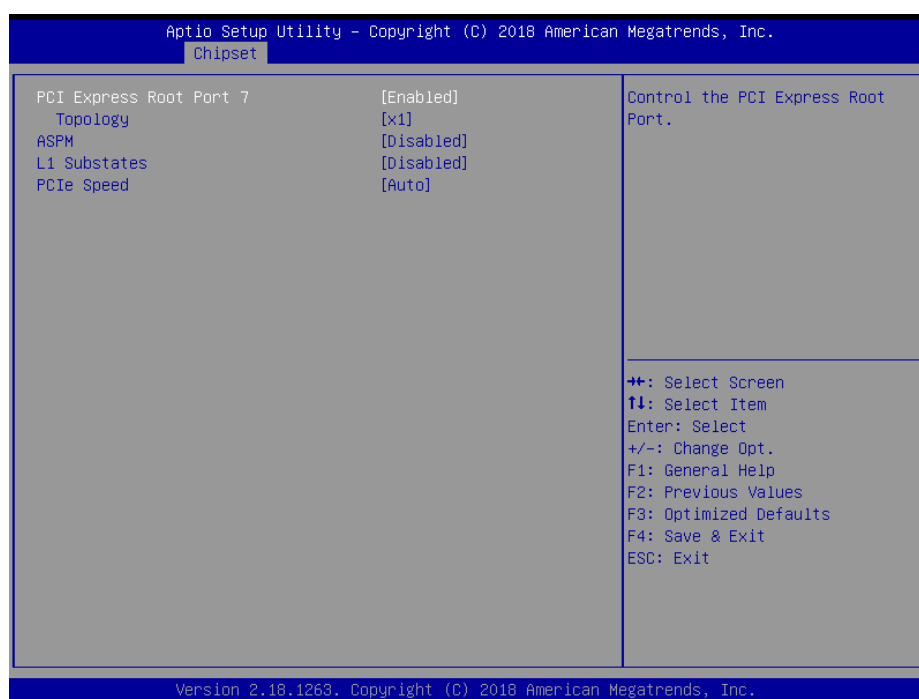 Aptio Setup Utility – Copyright (C) 2018 American Megatrends, Inc.
Chipset
PCI Express Root Port 7 [Enabled]
Topology [x1]
ASPM [Disabled]
L1 Substates [Disabled]
PCIe Speed [Auto]
Control the PCI Express Root
Port.
→←: Select Screen
↑↓: Select Item
Enter: Select
+/-: Change Opt.
F1: General Help
F2: Previous Values
F3: Optimized Defaults
F4: Save & Exit
ESC: Exit
Version 2.18.1263. Copyright (C) 2018 American Megatrends, Inc.